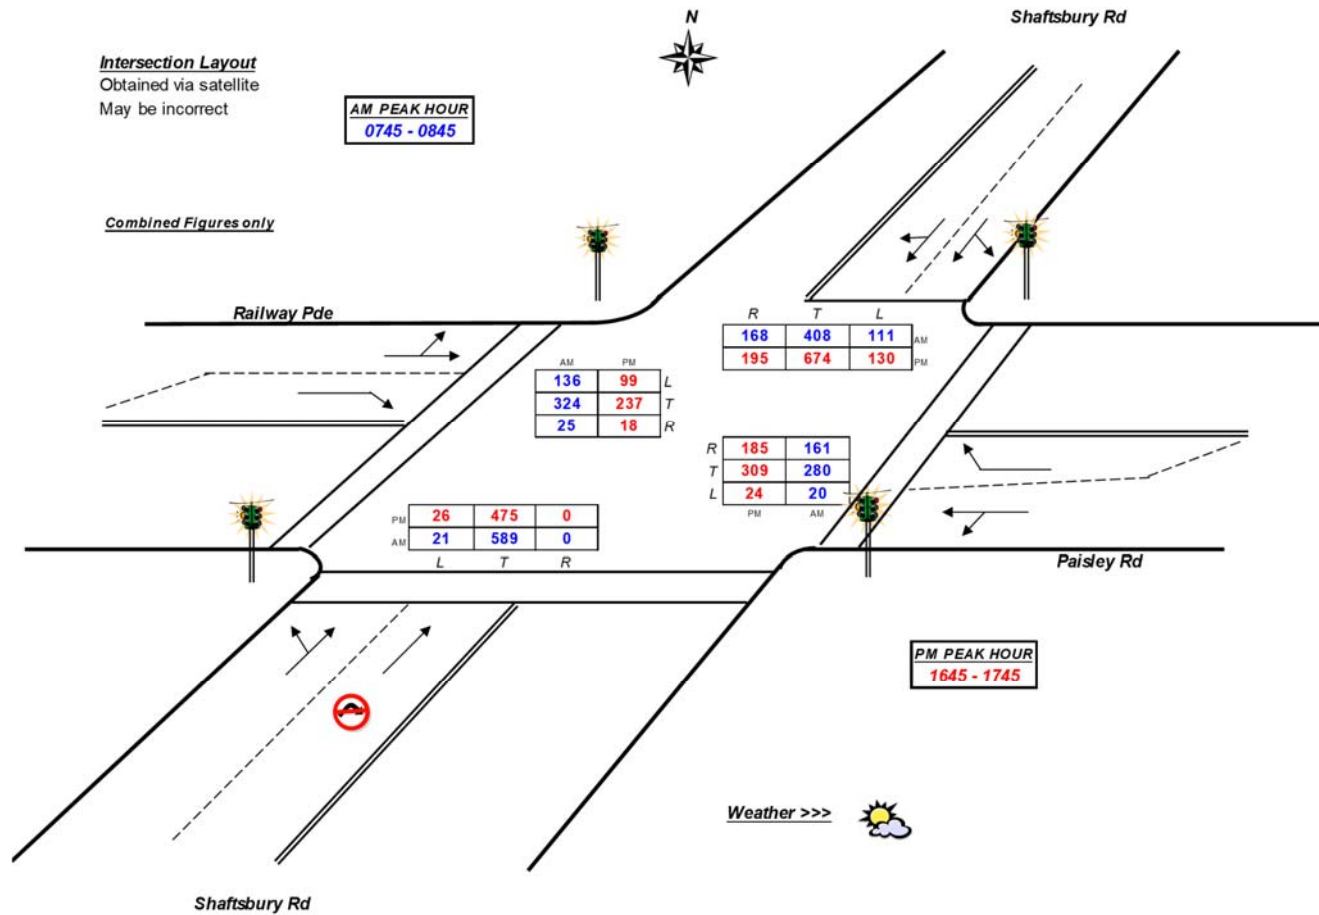 N
Shaftsbury Rd
Intersection Layout
Obtained via satellite
May be incorrect
AM PEAK HOUR
0745 - 0845
Combined Figures only
Railway Pde
R T L
168 408 111 AM
195 674 130 PM
AM PM
136 99 L
324 237 T
25 18 R
R 185 161
T 309 280
L 24 20
PM AM
PM 26 475 0
AM 21 589 0
L T R
Paisley Rd
PM PEAK HOUR
1645 - 1745
Weather >>>
Shaftsbury Rd